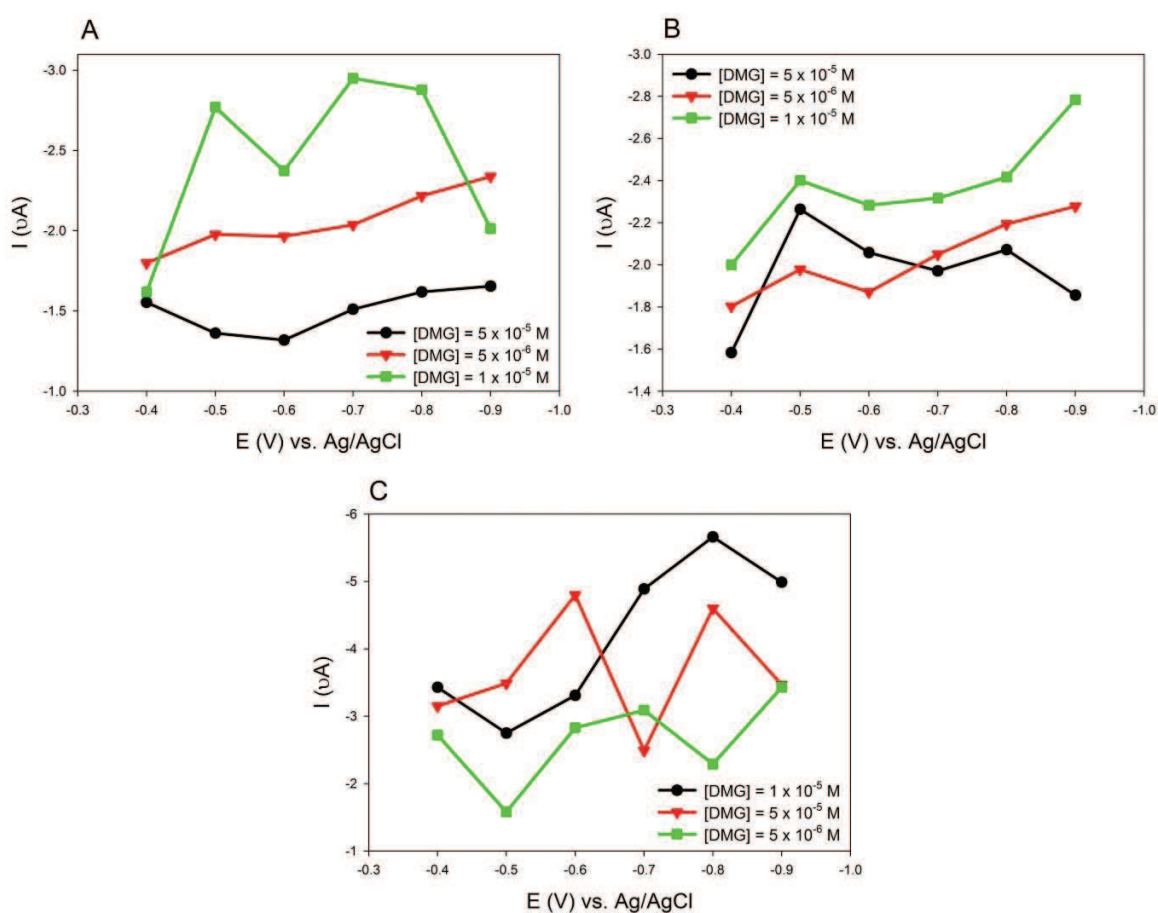 A
-3.0
-2.5
-2.0
-1.5
-1.0
I (υA)
[DMG] = 5 x 10⁻⁵ M
[DMG] = 5 x 10⁻⁶ M
[DMG] = 1 x 10⁻⁵ M
-0.3 -0.4 -0.5 -0.6 -0.7 -0.8 -0.9 -1.0
E (V) vs. Ag/AgCl
B
-3.0
-2.8
-2.6
-2.4
-2.2
-2.0
-1.8
-1.6
-1.4
I (υA)
[DMG] = 5 x 10⁻⁵ M
[DMG] = 5 x 10⁻⁶ M
[DMG] = 1 x 10⁻⁵ M
-0.3 -0.4 -0.5 -0.6 -0.7 -0.8 -0.9 -1.0
E (V) vs. Ag/AgCl
C
-6
-5
-4
-3
-2
-1
I (υA)
[DMG] = 1 x 10⁻⁵ M
[DMG] = 5 x 10⁻⁵ M
[DMG] = 5 x 10⁻⁶ M
-0.3 -0.4 -0.5 -0.6 -0.7 -0.8 -0.9 -1.0
E (V) vs. Ag/AgCl